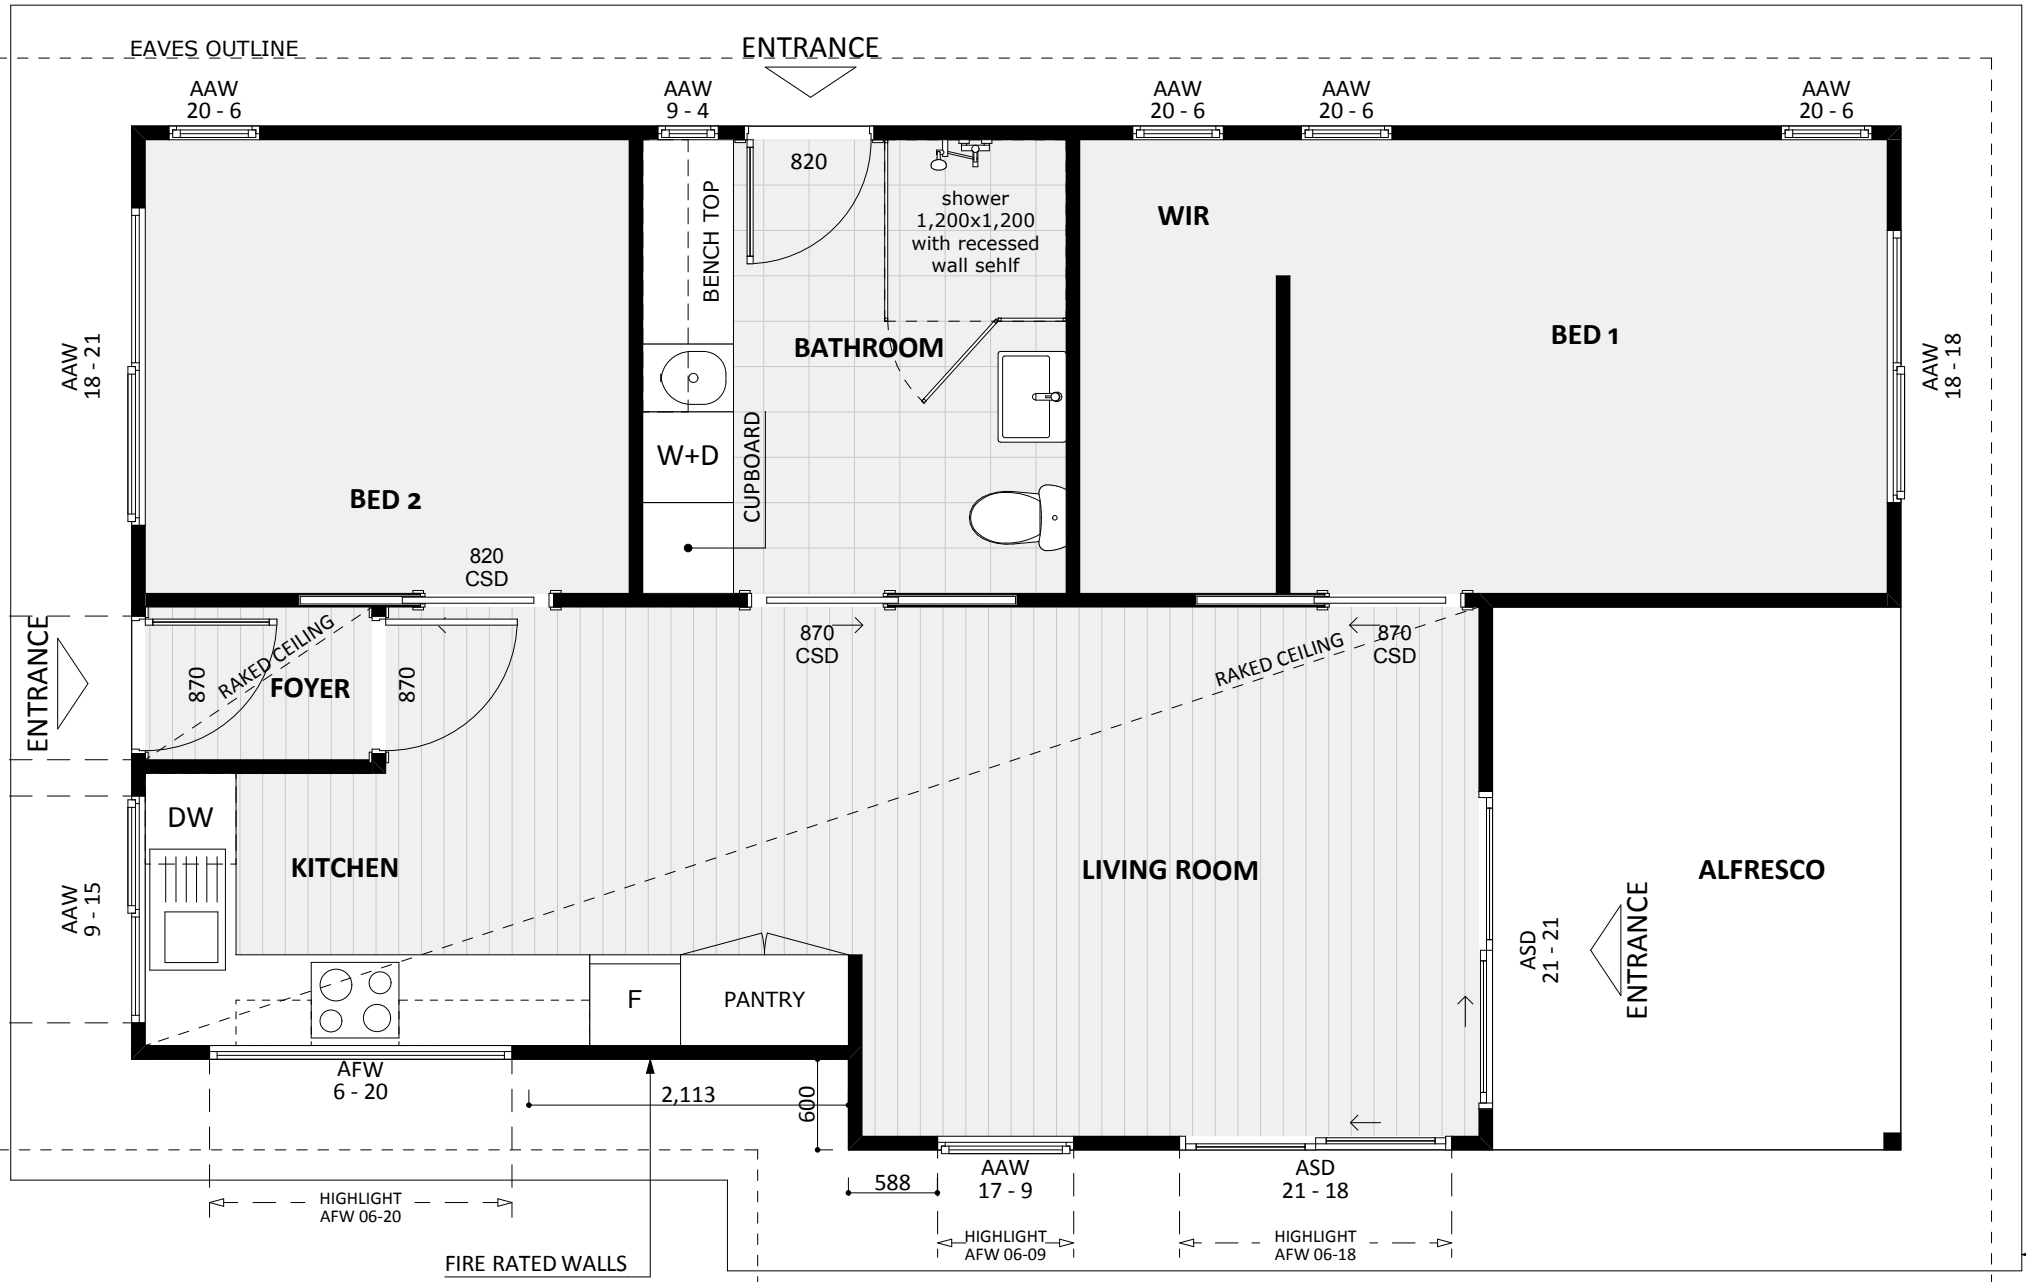 EAVES OUTLINE
ENTRANCE
AAW
20 - 6
AAW
9 - 4
AAW
20 - 6
AAW
20 - 6
AAW
20 - 6
820
BENCH TOP
shower
1,200x1,200
with recessed
wall sehlf
WIR
BED 1
BATHROOM
AAW
18 - 21
AAW
18 - 18
W+D
CUPBOARD
BED 2
820
CSD
ENTRANCE
870
RAKED CEILING
FOYER
870
870
CSD
RAKED CEILING
870
CSD
DW
KITCHEN
LIVING ROOM
ALFRESCO
AAW
9 - 15
ASD
21 - 21
ENTRANCE
F
PANTRY
AFW
6 - 20
2,113
600
588
AAW
17 - 9
ASD
21 - 18
HIGHLIGHT
AFW 06-20
HIGHLIGHT
AFW 06-09
HIGHLIGHT
AFW 06-18
FIRE RATED WALLS